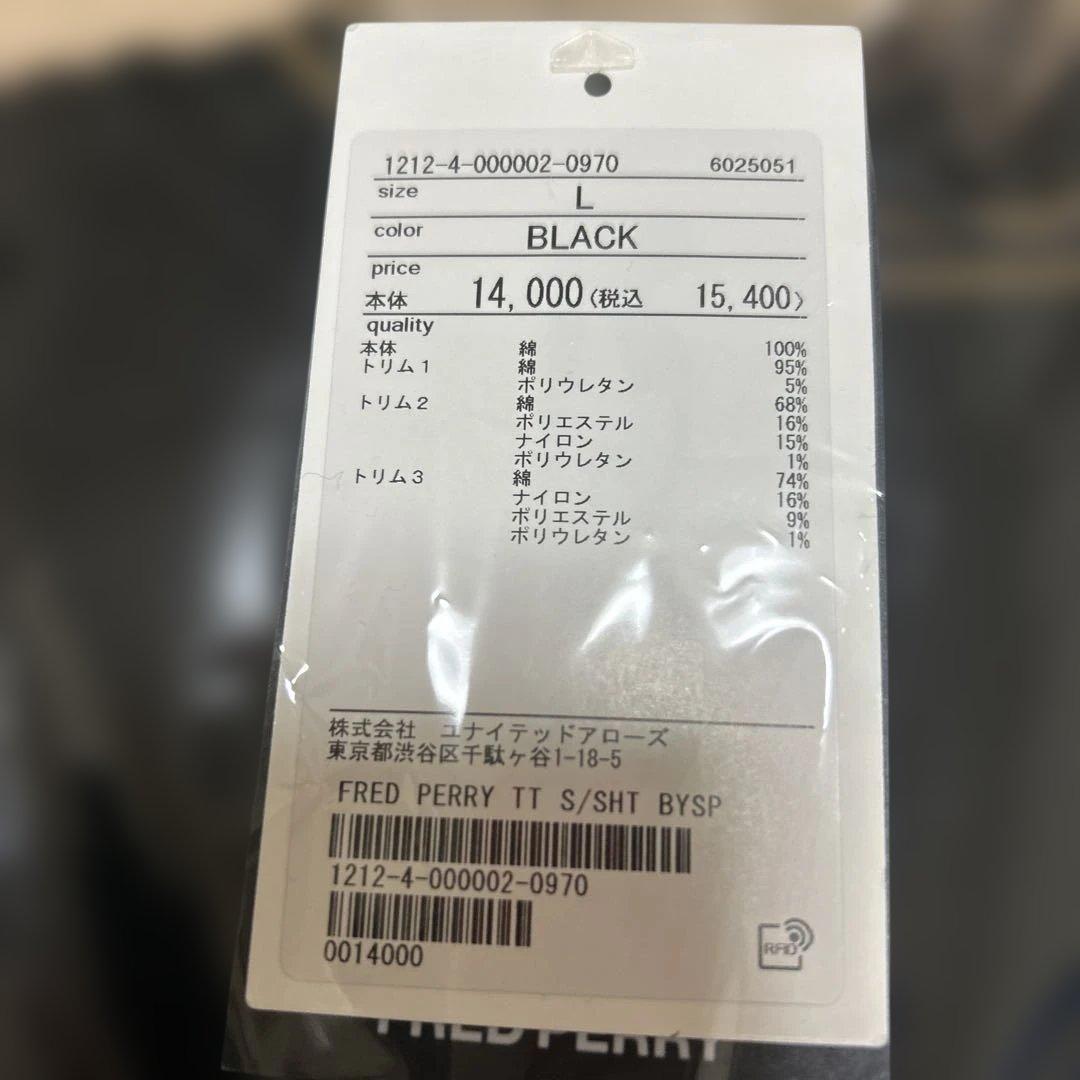 1212-4-000002-0970 6025051
size L
color BLACK
price
本体 14,000(税込 15,400)
quality
本体 綿 100%
トリム1 綿 95%
ポリウレタン 5%
トリム2 綿 68%
ポリエステル 16%
ナイロン 15%
ポリウレタン 1%
トリム3 綿 74%
ナイロン 16%
ポリエステル 9%
ポリウレタン 1%
株式会社 ユナイテッドアローズ
東京都渋谷区千駄ヶ谷1-18-5
FRED PERRY TT S/SHT BYSP
1212-4-000002-0970
0014000
RFID
FRED PERRY